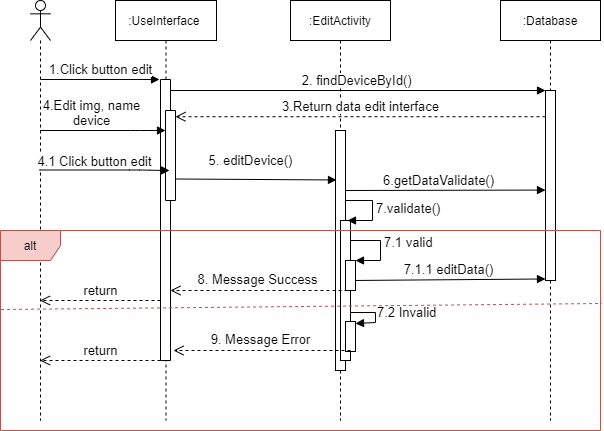 :UseInterface
:EditActivity
:Database
1.Click button edit
2. findDeviceById()
3.Return data edit interface
4.Edit img, name
device
4.1 Click button edit
5. editDevice()
6.getDataValidate()
7.validate()
alt
7.1 valid
7.1.1 editData()
8. Message Success
return
7.2 Invalid
9. Message Error
return